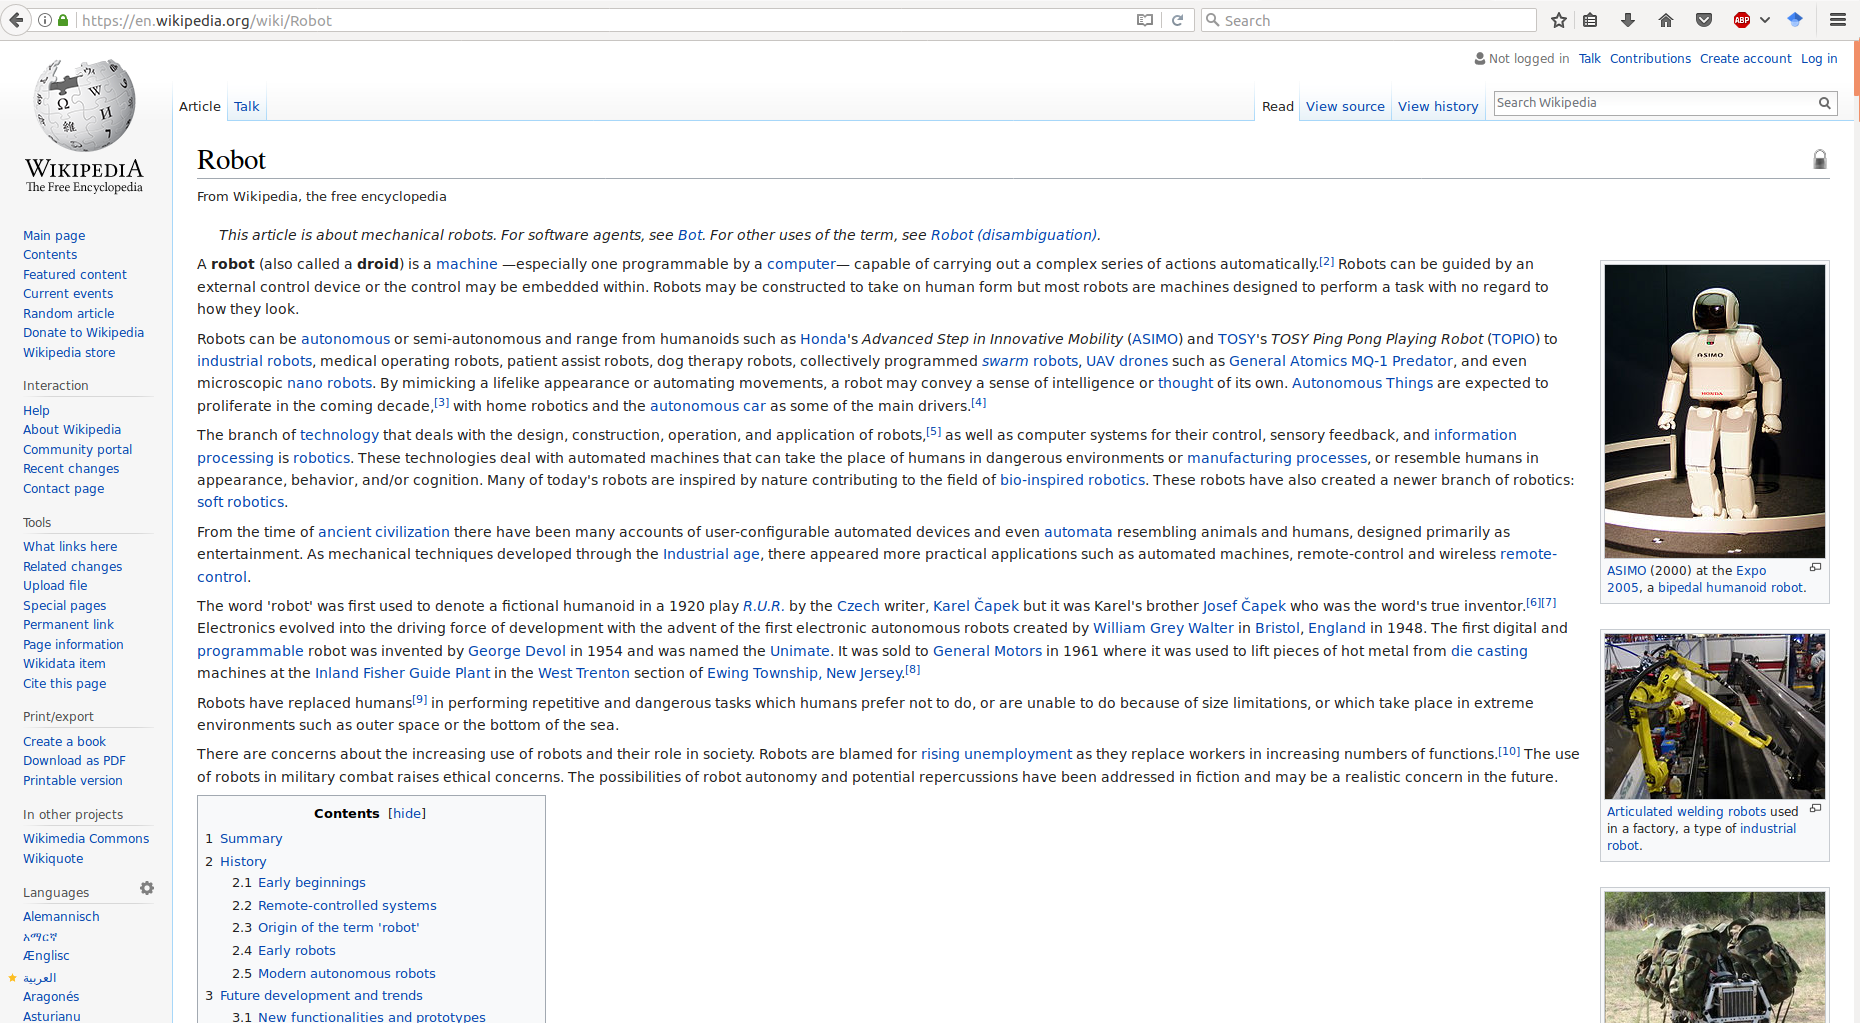 https://en.wikipedia.org/wiki/Robot
Search
ABP
Not logged in Talk Contributions Create account Log in
WIKIPEDIA
The Free Encyclopedia
Article Talk
Read View source View history
Search Wikipedia
Main page
Contents
Featured content
Current events
Random article
Donate to Wikipedia
Wikipedia store
Interaction
Help
About Wikipedia
Community portal
Recent changes
Contact page
Tools
What links here
Related changes
Upload file
Special pages
Permanent link
Page information
Wikidata item
Cite this page
Print/export
Create a book
Download as PDF
Printable version
In other projects
Wikimedia Commons
Wikiquote
Languages
Alemannisch
አማርኛ
Ænglisc
العربية
Aragonés
Asturianu
Robot
From Wikipedia, the free encyclopedia
This article is about mechanical robots. For software agents, see Bot. For other uses of the term, see Robot (disambiguation).
A robot (also called a droid) is a machine —especially one programmable by a computer— capable of carrying out a complex series of actions automatically.[2] Robots can be guided by an
external control device or the control may be embedded within. Robots may be constructed to take on human form but most robots are machines designed to perform a task with no regard to
how they look.
Robots can be autonomous or semi-autonomous and range from humanoids such as Honda's Advanced Step in Innovative Mobility (ASIMO) and TOSY's TOSY Ping Pong Playing Robot (TOPIO) to
industrial robots, medical operating robots, patient assist robots, dog therapy robots, collectively programmed swarm robots, UAV drones such as General Atomics MQ-1 Predator, and even
microscopic nano robots. By mimicking a lifelike appearance or automating movements, a robot may convey a sense of intelligence or thought of its own. Autonomous Things are expected to
proliferate in the coming decade,[3] with home robotics and the autonomous car as some of the main drivers.[4]
The branch of technology that deals with the design, construction, operation, and application of robots,[5] as well as computer systems for their control, sensory feedback, and information
processing is robotics. These technologies deal with automated machines that can take the place of humans in dangerous environments or manufacturing processes, or resemble humans in
appearance, behavior, and/or cognition. Many of today's robots are inspired by nature contributing to the field of bio-inspired robotics. These robots have also created a newer branch of robotics:
soft robotics.
From the time of ancient civilization there have been many accounts of user-configurable automated devices and even automata resembling animals and humans, designed primarily as
entertainment. As mechanical techniques developed through the Industrial age, there appeared more practical applications such as automated machines, remote-control and wireless remote-
control.
The word 'robot' was first used to denote a fictional humanoid in a 1920 play R.U.R. by the Czech writer, Karel Čapek but it was Karel's brother Josef Čapek who was the word's true inventor.[6][7]
Electronics evolved into the driving force of development with the advent of the first electronic autonomous robots created by William Grey Walter in Bristol, England in 1948. The first digital and
programmable robot was invented by George Devol in 1954 and was named the Unimate. It was sold to General Motors in 1961 where it was used to lift pieces of hot metal from die casting
machines at the Inland Fisher Guide Plant in the West Trenton section of Ewing Township, New Jersey.[8]
Robots have replaced humans[9] in performing repetitive and dangerous tasks which humans prefer not to do, or are unable to do because of size limitations, or which take place in extreme
environments such as outer space or the bottom of the sea.
There are concerns about the increasing use of robots and their role in society. Robots are blamed for rising unemployment as they replace workers in increasing numbers of functions.[10] The use
of robots in military combat raises ethical concerns. The possibilities of robot autonomy and potential repercussions have been addressed in fiction and may be a realistic concern in the future.
Contents [hide]
1 Summary
2 History
2.1 Early beginnings
2.2 Remote-controlled systems
2.3 Origin of the term 'robot'
2.4 Early robots
2.5 Modern autonomous robots
3 Future development and trends
3.1 New functionalities and prototypes
ASIMO
HONDA
ASIMO (2000) at the Expo
2005, a bipedal humanoid robot.
Articulated welding robots used
in a factory, a type of industrial
robot.